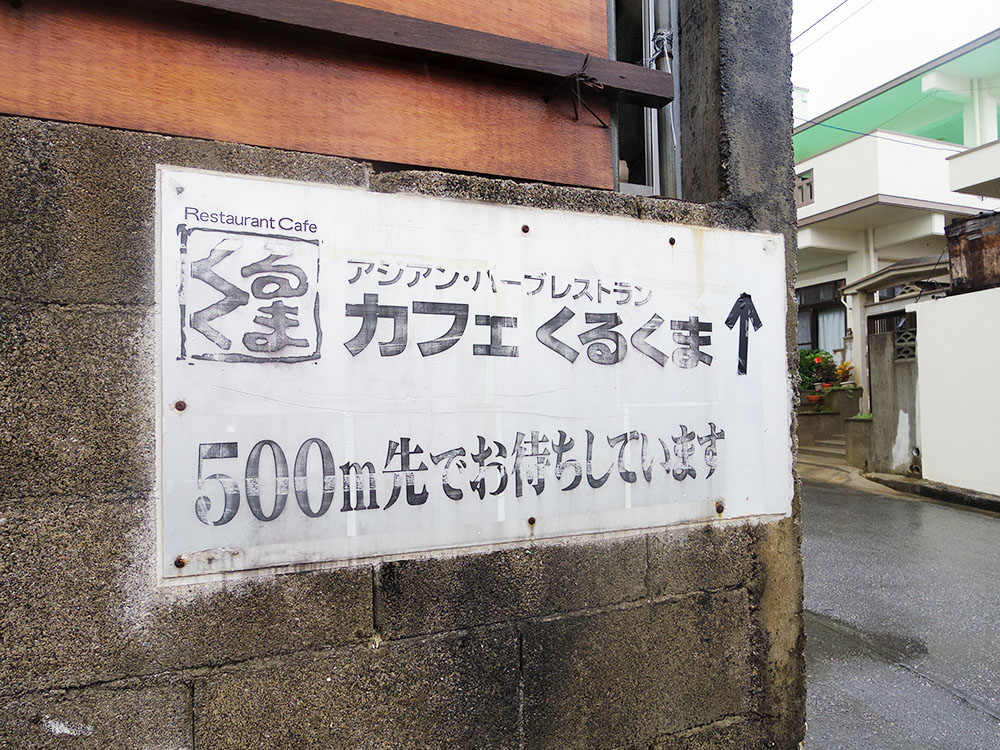 Restaurant Cafe
くるくま
アジアン・ハーブレストラン
カフェ くるくま
500m先でお待ちしています